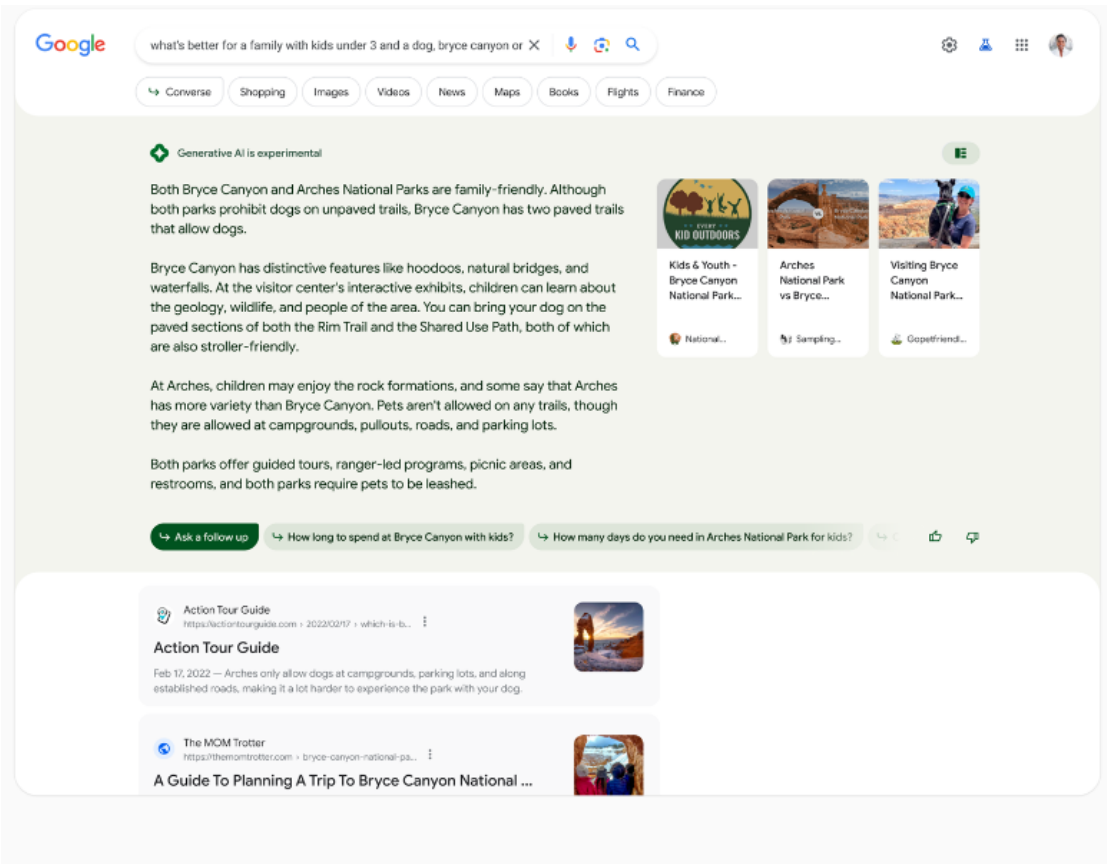 Google
what's better for a family with kids under 3 and a dog, bryce canyon or
Converse
Shopping
Images
Videos
News
Maps
Books
Flights
Finance
Generative AI is experimental
Both Bryce Canyon and Arches National Parks are family-friendly. Although
both parks prohibit dogs on unpaved trails, Bryce Canyon has two paved trails
that allow dogs.
Bryce Canyon has distinctive features like hoodoos, natural bridges, and
waterfalls. At the visitor center's interactive exhibits, children can learn about
the geology, wildlife, and people of the area. You can bring your dog on the
paved sections of both the Rim Trail and the Shared Use Path, both of which
are also stroller-friendly.
At Arches, children may enjoy the rock formations, and some say that Arches
has more variety than Bryce Canyon. Pets aren't allowed on any trails, though
they are allowed at campgrounds, pullouts, roads, and parking lots.
Both parks offer guided tours, ranger-led programs, picnic areas, and
restrooms, and both parks require pets to be leashed.
EVERY
KID OUTDOORS
Kids & Youth -
Bryce Canyon
National Park...
National...
VS.
Arches
National Park
vs Bryce...
Sampling...
Visiting Bryce
Canyon
National Park...
Gopetfriendl...
Ask a follow up
How long to spend at Bryce Canyon with kids?
How many days do you need in Arches National Park for kids?
Action Tour Guide
https://actiontourguide.com › 2022/02/17 › which-is-b...
Action Tour Guide
Feb 17, 2022 — Arches only allow dogs at campgrounds, parking lots, and along
established roads, making it a lot harder to experience the park with your dog.
The MOM Trotter
https://themomtrotter.com › bryce-canyon-national-pa...
A Guide To Planning A Trip To Bryce Canyon National ...